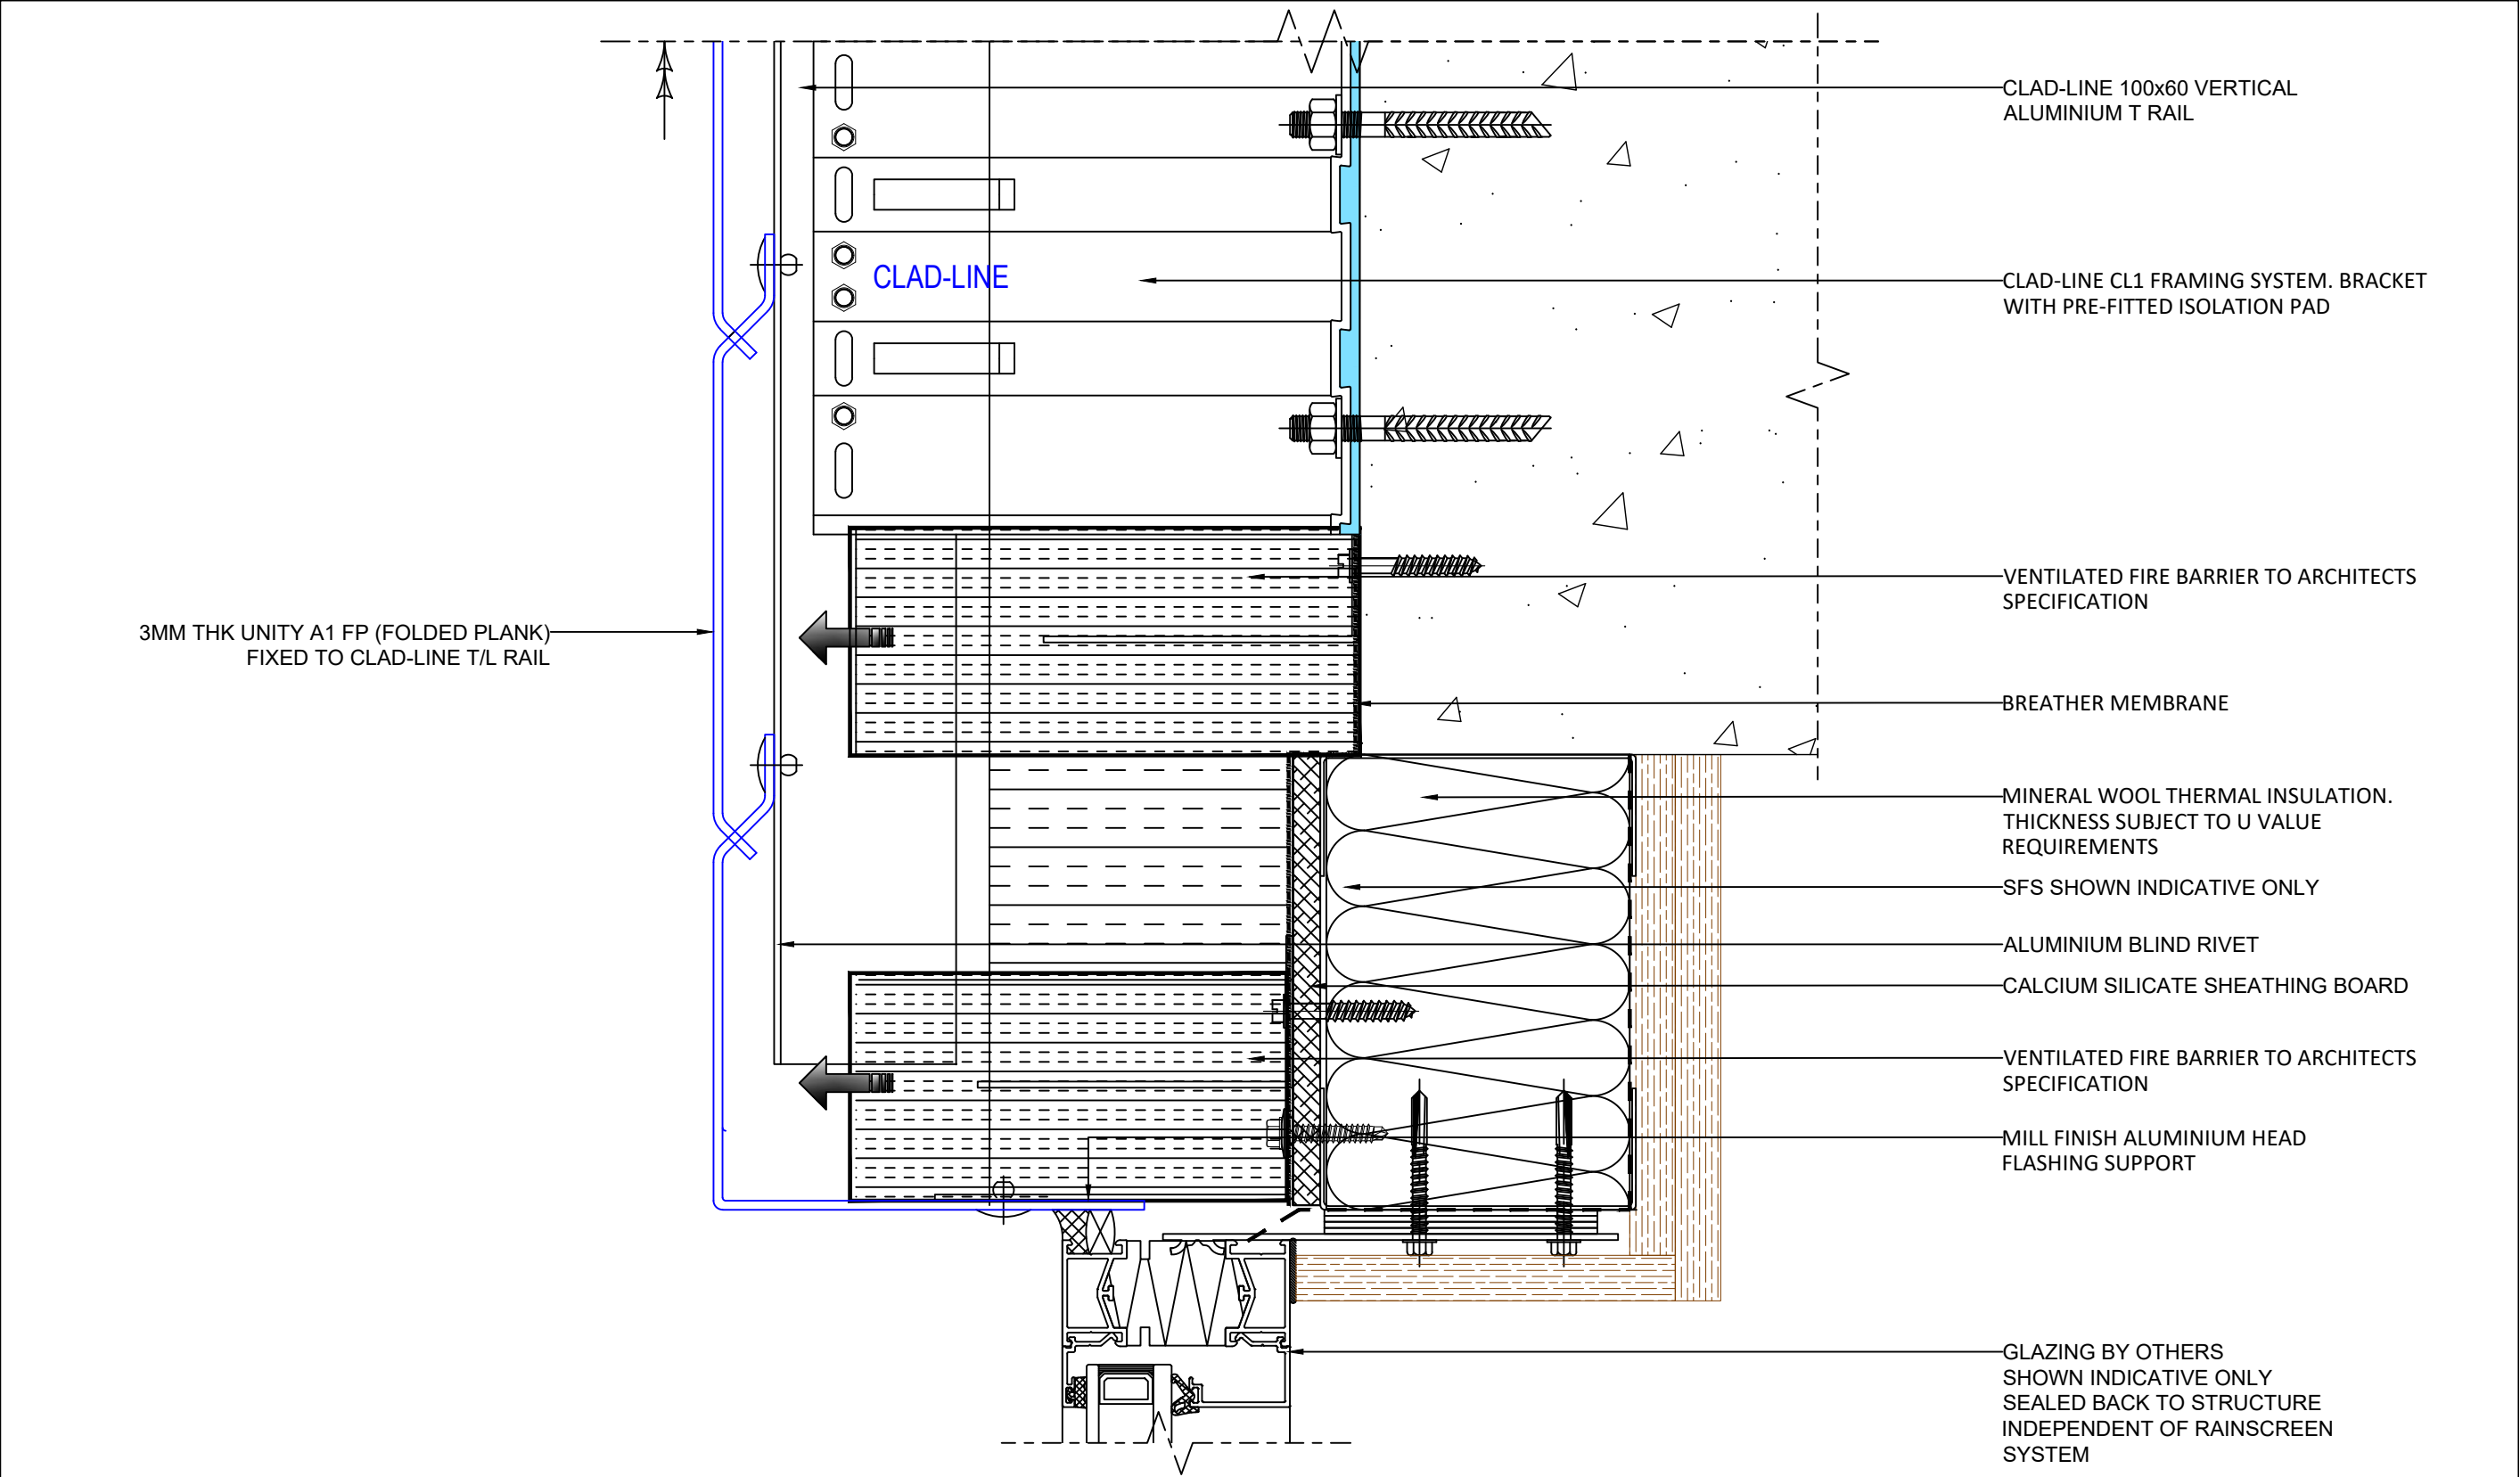 CLAD-LINE 100x60 VERTICAL
ALUMINIUM T RAIL
CLAD-LINE
CLAD-LINE CL1 FRAMING SYSTEM. BRACKET
WITH PRE-FITTED ISOLATION PAD
VENTILATED FIRE BARRIER TO ARCHITECTS
SPECIFICATION
3MM THK UNITY A1 FP (FOLDED PLANK)
FIXED TO CLAD-LINE T/L RAIL
BREATHER MEMBRANE
MINERAL WOOL THERMAL INSULATION.
THICKNESS SUBJECT TO U VALUE
REQUIREMENTS
SFS SHOWN INDICATIVE ONLY
ALUMINIUM BLIND RIVET
CALCIUM SILICATE SHEATHING BOARD
VENTILATED FIRE BARRIER TO ARCHITECTS
SPECIFICATION
MILL FINISH ALUMINIUM HEAD
FLASHING SUPPORT
GLAZING BY OTHERS
SHOWN INDICATIVE ONLY
SEALED BACK TO STRUCTURE
INDEPENDENT OF RAINSCREEN
SYSTEM